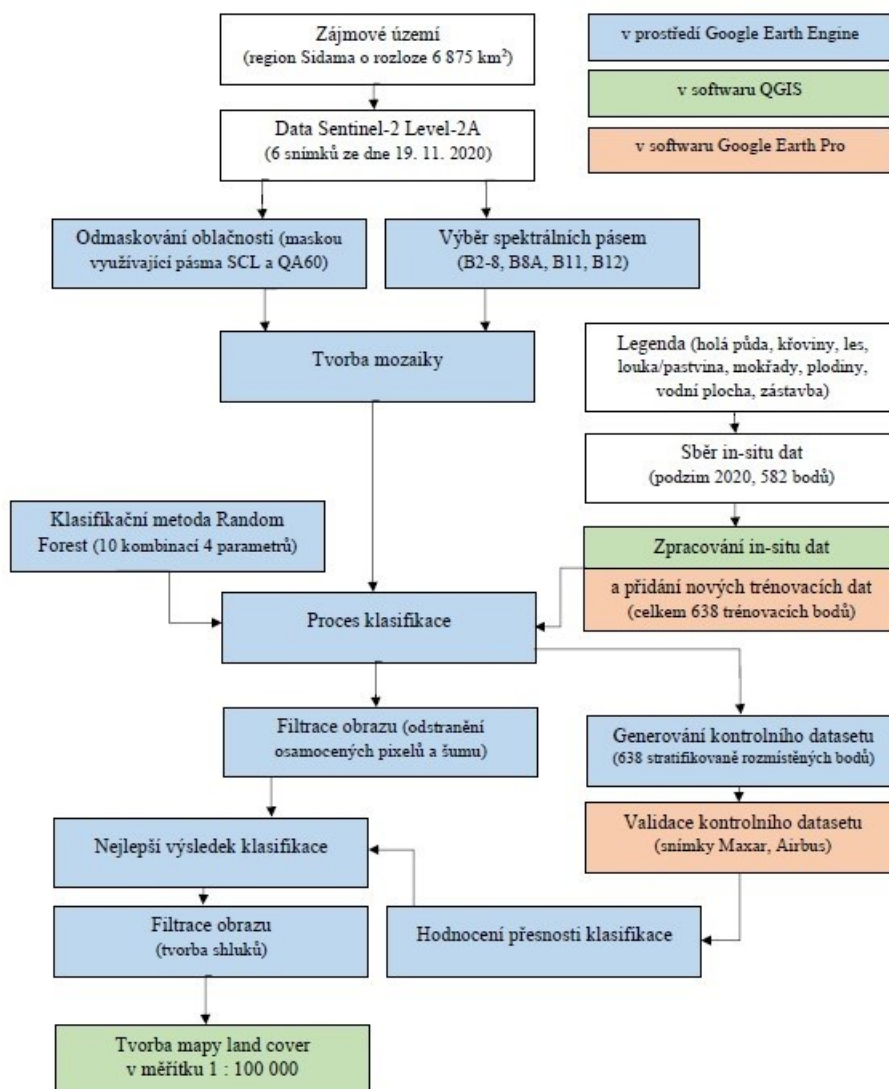 Zájmové území
(region Sidama o rozloze 6 875 km²)
v prostředí Google Earth Engine
v softwaru QGIS
v softwaru Google Earth Pro
Data Sentinel-2 Level-2A
(6 snímků ze dne 19. 11. 2020)
Odmaskování oblačnosti (maskou
využívající pásma SCL a QA60)
Výběr spektrálních pásem
(B2-8, B8A, B11, B12)
Tvorba mozaiky
Legenda (holá půda, křoviny, les,
louka/pastvina, mokřady, plodiny,
vodní plocha, zástavba)
Sběr in-situ dat
(podzim 2020, 582 bodů)
Klasifikační metoda Random
Forest (10 kombinací 4 parametrů)
Zpracování in-situ dat
a přidání nových trénovacích dat
(celkem 638 trénovacích bodů)
Proces klasifikace
Filtrace obrazu (odstranění
osamocených pixelů a šumu)
Generování kontrolního datasetu
(638 stratifikovaně rozmístěných bodů)
Validace kontrolního datasetu
(snímky Maxar, Airbus)
Nejlepší výsledek klasifikace
Hodnocení přesnosti klasifikace
Filtrace obrazu
(tvorba shluků)
Tvorba mapy land cover
v měřítku 1 : 100 000